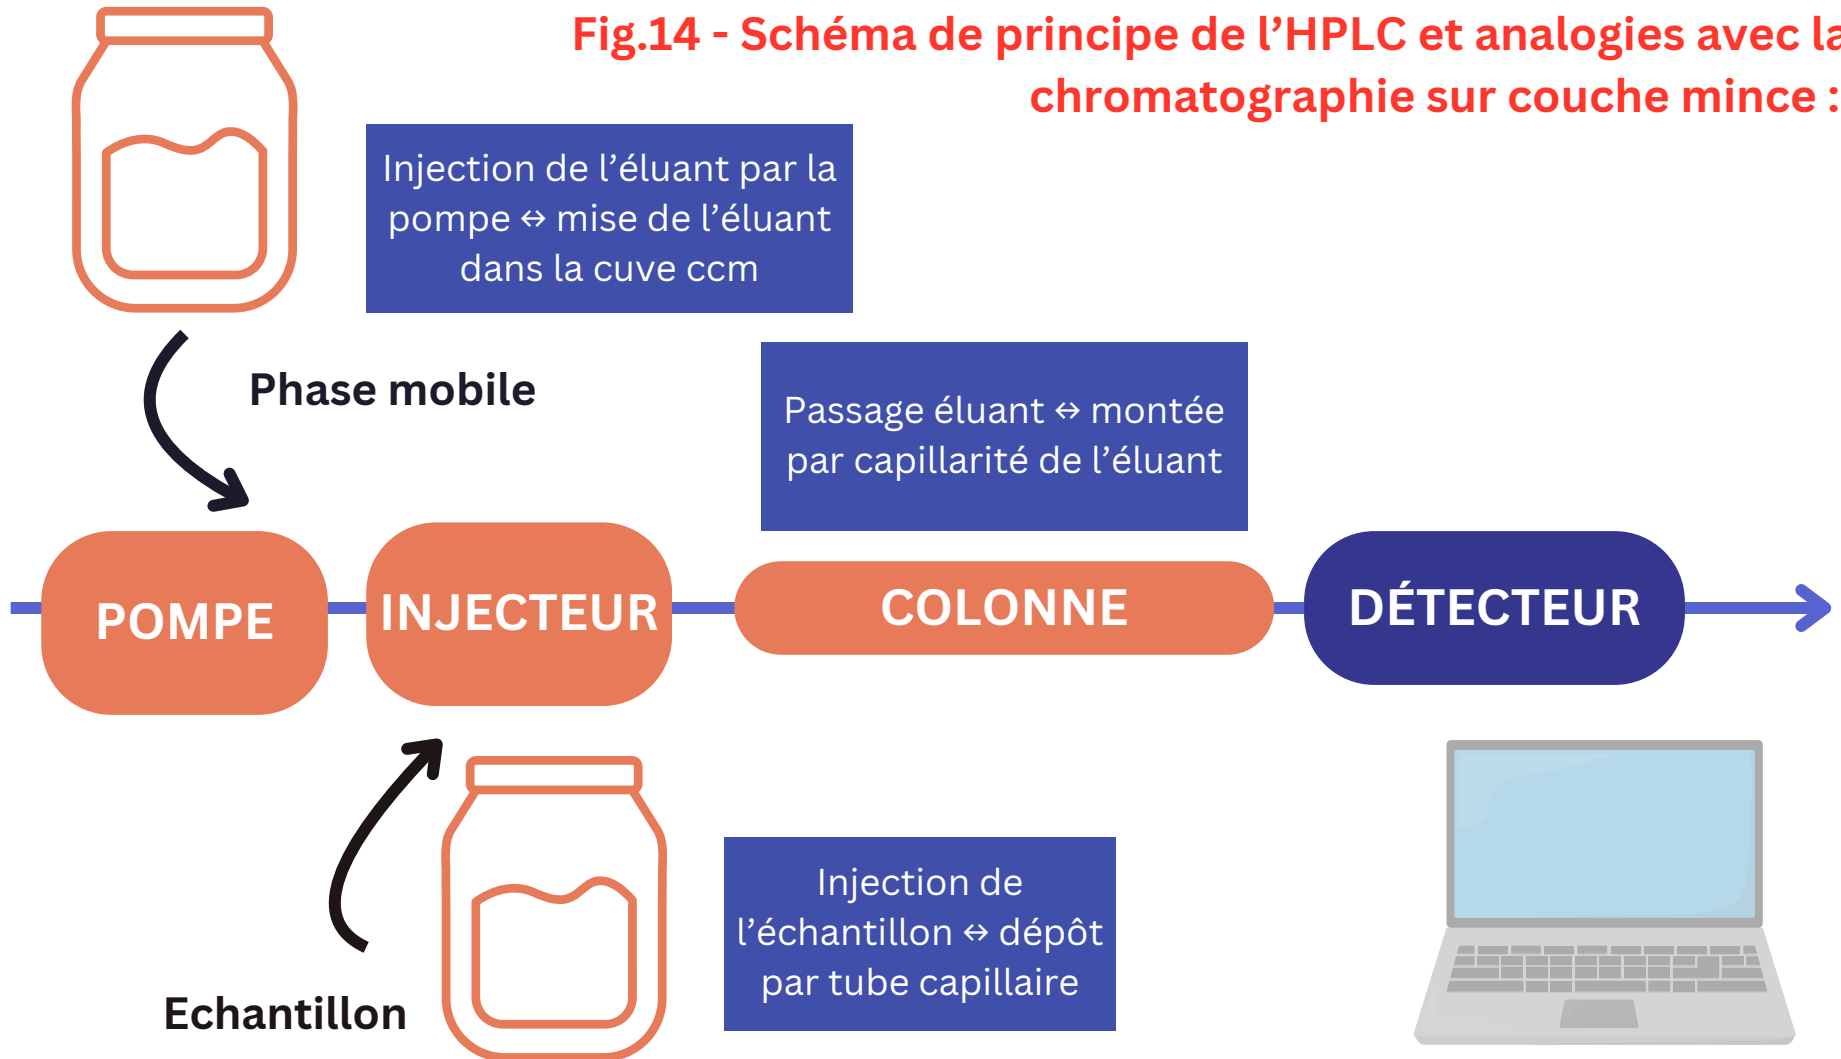 Fig.14 - Schéma de principe de l’HPLC et analogies avec la
chromatographie sur couche mince :
Injection de l’éluant par la
pompe ↔ mise de l’éluant
dans la cuve ccm
Phase mobile
Passage éluant ↔ montée
par capillarité de l’éluant
POMPE
INJECTEUR
COLONNE
DÉTECTEUR
Injection de
l’échantillon ↔ dépôt
par tube capillaire
Echantillon